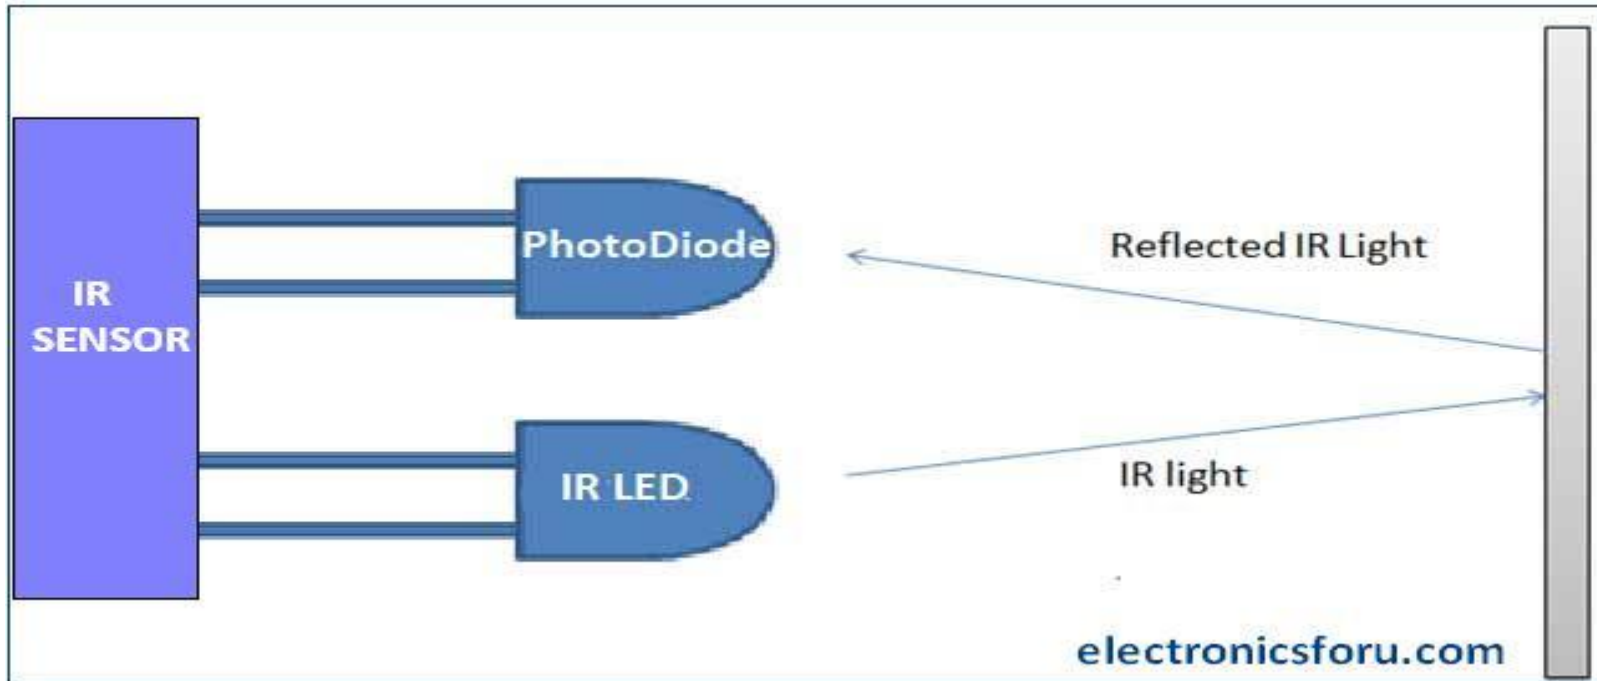 IR
SENSOR
PhotoDiode
Reflected IR Light
IR LED
IR light
electronicsforu.com